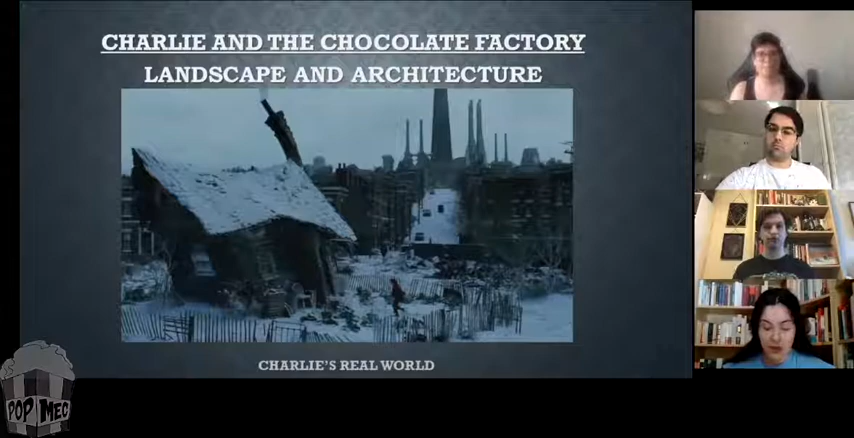 CHARLIE AND THE CHOCOLATE FACTORY
LANDSCAPE AND ARCHITECTURE
CHARLIE'S REAL WORLD
POP MEC